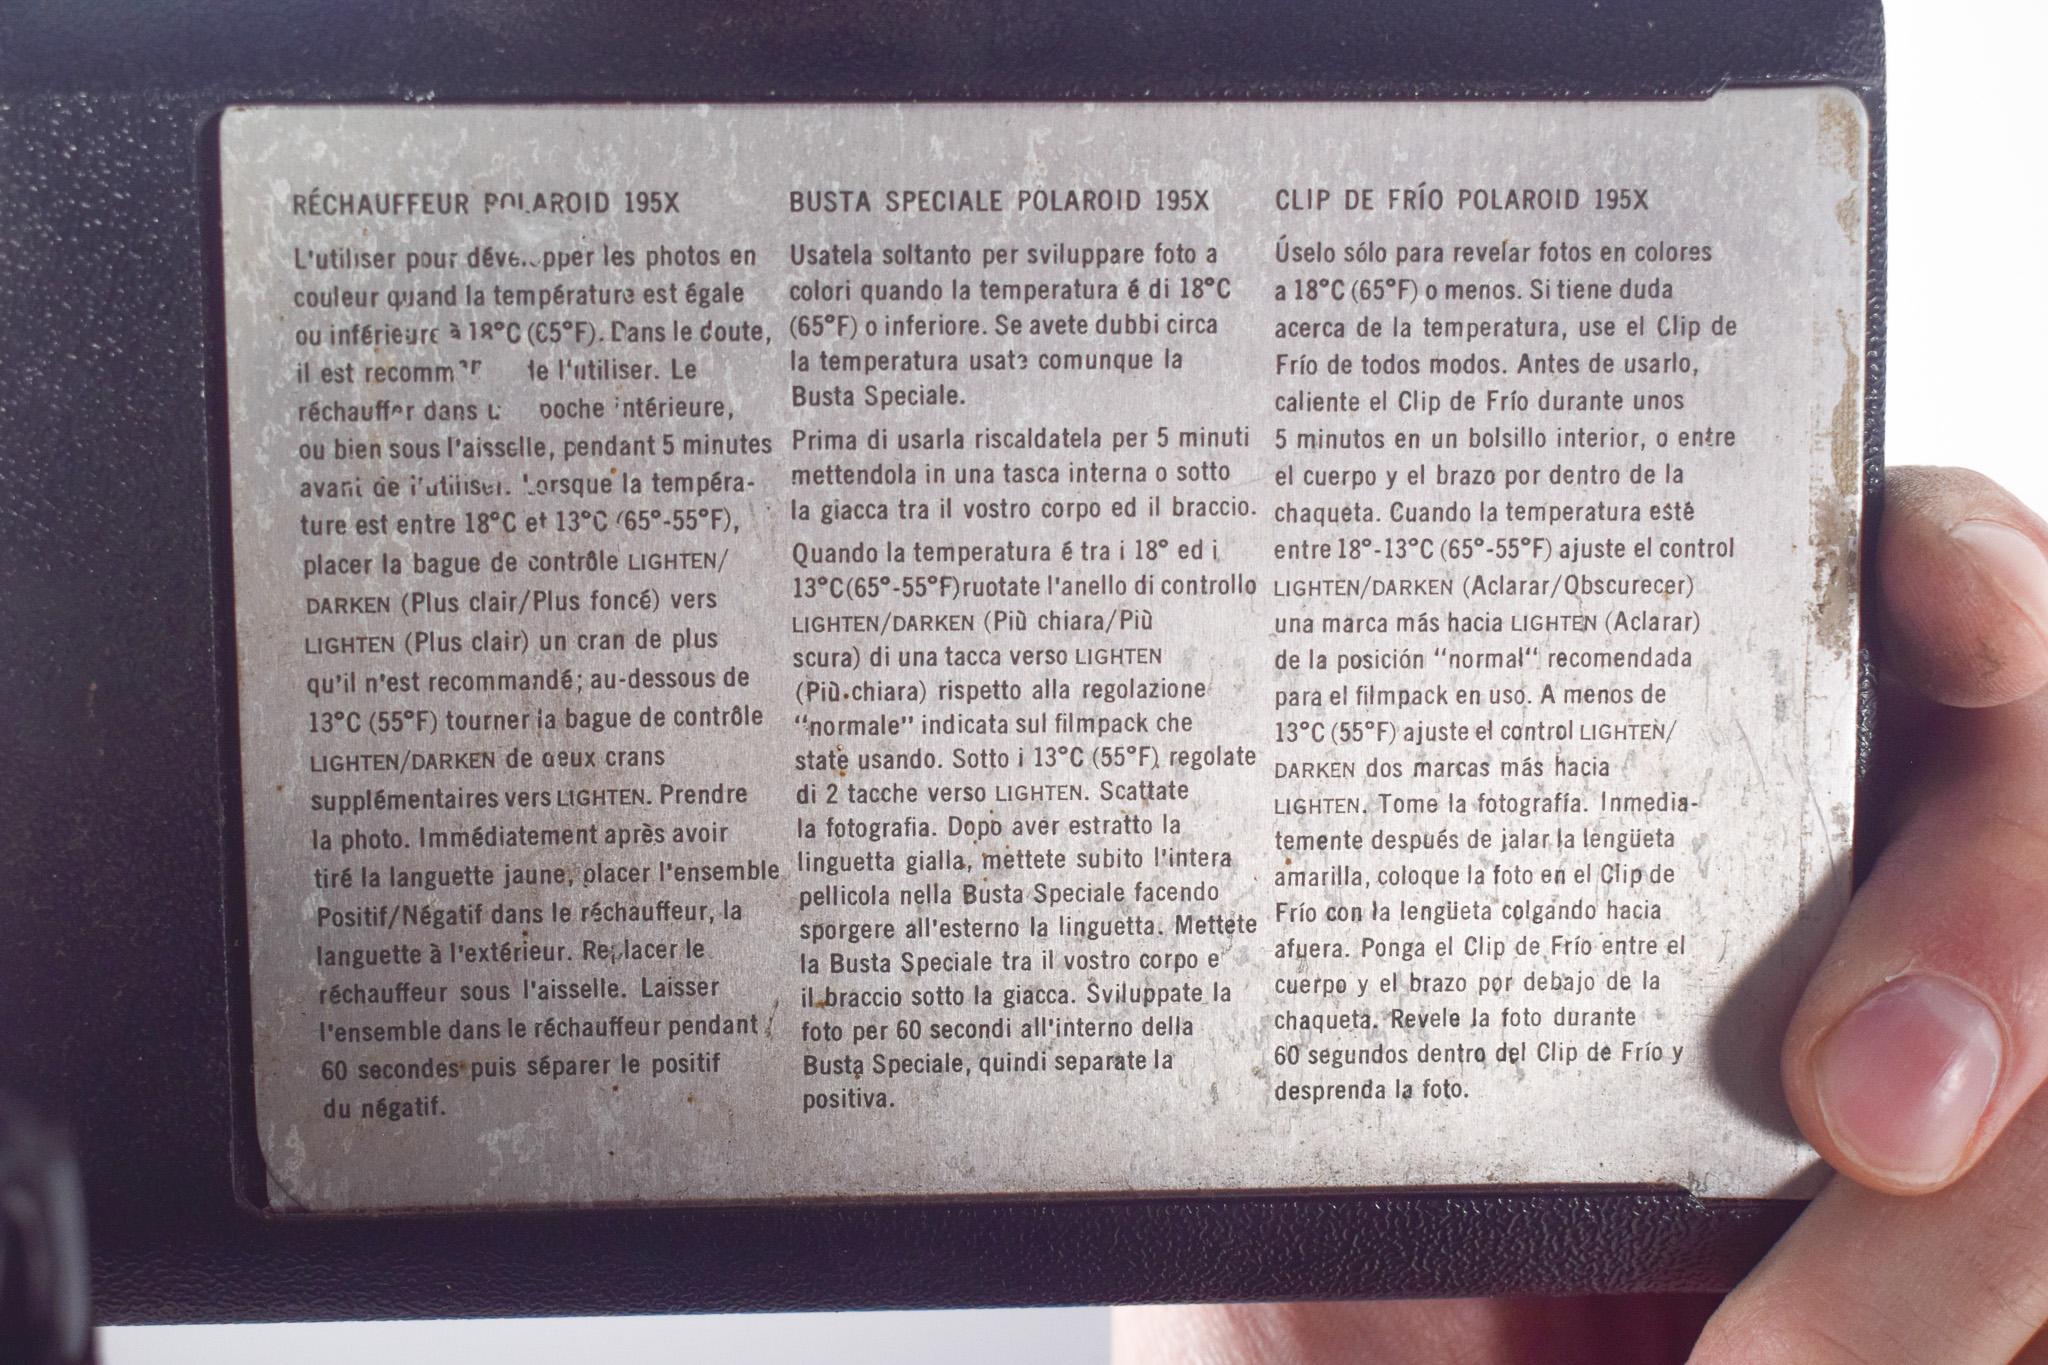 RÉCHAUFFEUR POLAROID 195X
L'utiliser pour développer les photos en
couleur quand la température est égale
ou inférieure à 18°C (65°F). Dans le doute,
il est de l'utiliser. Le
réchauffer dans poche intérieure,
ou bien sous l'aisselle, pendant 5 minutes
avant de l'utiliser. Lorsque la tempéra-
ture est entre 18°C et 13°C (65°-55°F),
placer la bague de contrôle LIGHTEN/
DARKEN (Plus clair/Plus foncé) vers
LIGHTEN (Plus clair) un cran de plus
qu'il n'est recommandé; au-dessous de
13°C (55°F) tourner la bague de contrôle
LIGHTEN/DARKEN de deux crans
supplémentaires vers LIGHTEN. Prendre
la photo. Immédiatement après avoir
tiré la languette jaune, placer l'ensemble
Positif/Négatif dans le réchauffeur, la
languette à l'extérieur. Replacer le
réchauffeur sous l'aisselle. Laisser
l'ensemble dans le réchauffeur pendant
60 secondes puis séparer le positif
du négatif.
BUSTA SPECIALE POLAROID 195X
Usatela soltanto per sviluppare foto a
colori quando la temperatura é di 18°C
(65°F) o inferiore. Se avete dubbi circa
la temperatura usate comunque la
Busta Speciale.
Prima di usarla riscaldatela per 5 minuti
mettendola in una tasca interna o sotto
la giacca tra il vostro corpo ed il braccio.
Quando la temperatura é tra i 18° ed i
13°C(65°-55°F)ruotate l'anello di controllo
LIGHTEN/DARKEN (Più chiara/Più
scura) di una tacca verso LIGHTEN
(Più chiara) rispetto alla regolazione
"normale" indicata sul filmpack che
state usando. Sotto i 13°C (55°F) regolate
di 2 tacche verso LIGHTEN. Scattate
la fotografia. Dopo aver estratto la
linguetta gialla, mettete subito l'intera
pellicola nella Busta Speciale facendo
sporgere all'esterno la linguetta. Mettete
la Busta Speciale tra il vostro corpo e
il braccio sotto la giacca. Sviluppate la
foto per 60 secondi all'interno della
Busta Speciale, quindi separate la
positiva.
CLIP DE FRÍO POLAROID 195X
Úselo sólo para revelar fotos en colores
a 18°C (65°F) o menos. Si tiene duda
acerca de la temperatura, use el Clip de
Frío de todos modos. Antes de usarlo,
caliente el Clip de Frío durante unos
5 minutos en un bolsillo interior, o entre
el cuerpo y el brazo por dentro de la
chaqueta. Cuando la temperatura esté
entre 18°-13°C (65°-55°F) ajuste el control
LIGHTEN/DARKEN (Aclarar/Obscurecer)
una marca más hacia LIGHTEN (Aclarar)
de la posición "normal" recomendada
para el filmpack en uso. A menos de
13°C (55°F) ajuste el control LIGHTEN/
DARKEN dos marcas más hacia
LIGHTEN. Tome la fotografía. Inmedia-
temente después de jalar la lengüeta
amarilla, coloque la foto en el Clip de
Frío con la lengüeta colgando hacia
afuera. Ponga el Clip de Frío entre el
cuerpo y el brazo por debajo de la
chaqueta. Revele la foto durante
60 segundos dentro del Clip de Frío y
desprenda la foto.